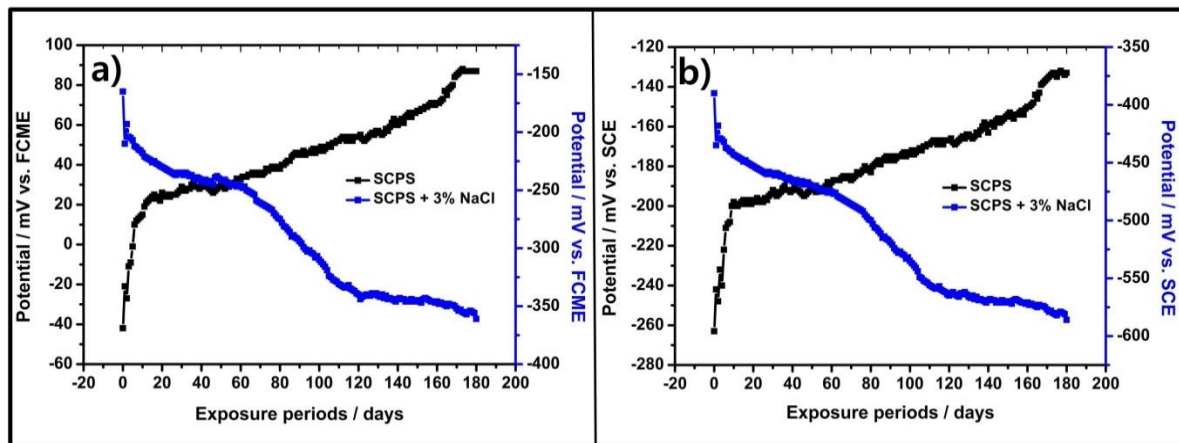 a)
100
80
60
40
20
0
-20
-40
-60
Potential / mV vs. FCME
-150
-200
-250
-300
-350
-400
Potential / mV vs. FCME
SCPS
SCPS + 3% NaCl
0 20 40 60 80 100 120 140 160 180 200
Exposure periods / days
b)
-120
-140
-160
-180
-200
-220
-240
-260
-280
Potential / mV vs. SCE
-350
-400
-450
-500
-550
-600
Potential / mV vs. SCE
SCPS
SCPS + 3% NaCl
0 20 40 60 80 100 120 140 160 180 200
Exposure periods / days